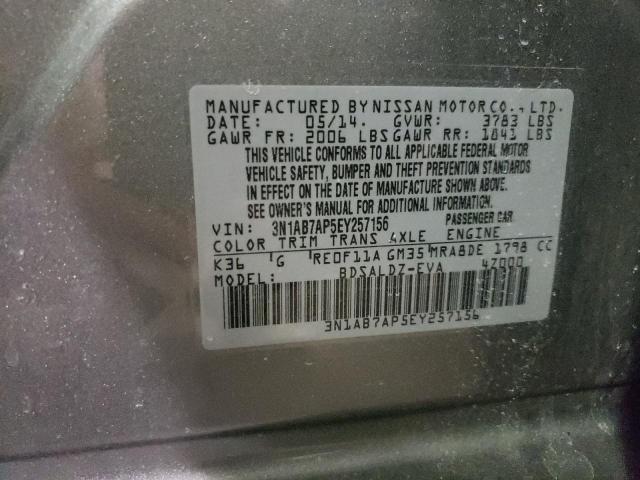 MANUFACTURED BY NISSAN MOTOR CO., LTD.
DATE: 05/14. GVWR: 3783 LBS
GAWR FR: 2006 LBS GAWR RR: 1841 LBS
THIS VEHICLE CONFORMS TO ALL APPLICABLE FEDERAL MOTOR
VEHICLE SAFETY, BUMPER AND THEFT PREVENTION STANDARDS
IN EFFECT ON THE DATE OF MANUFACTURE SHOWN ABOVE.
SEE OWNER'S MANUAL FOR ADDITIONAL INFORMATION.
VIN: 3N1AB7AP5EY257156 PASSENGER CAR
COLOR TRIM TRANS AXLE ENGINE
K36 G RE0F11A GM35 MRA8DE 1798 CC
MODEL: BDSALDZ-EVA 4Z000
3N1AB7AP5EY257156